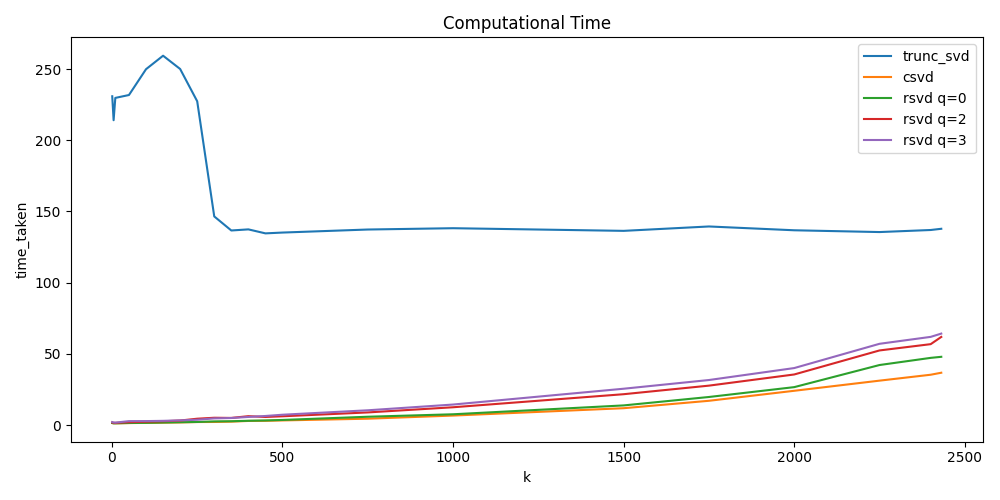 Computational Time
trunc_svd
csvd
rsvd q=0
rsvd q=2
rsvd q=3
time_taken
250
200
150
100
50
0
0 500 1000 1500 2000 2500
k